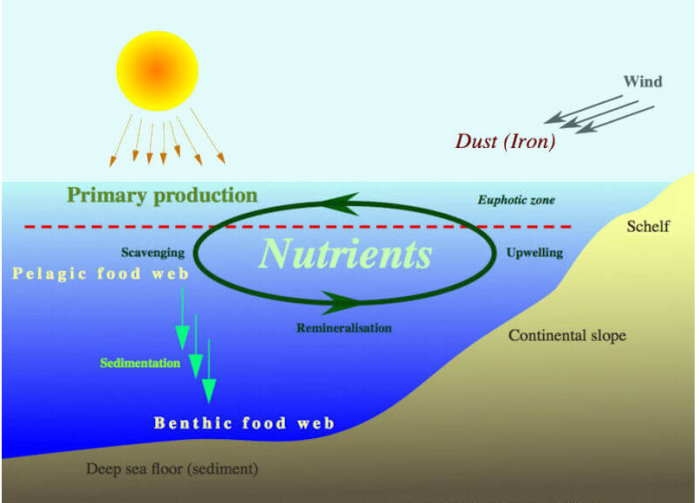 Wind
Dust (Iron)
Primary production
Euphotic zone
Schelf
Scavenging
Nutrients
Upwelling
Pelagic food web
Remineralisation
Continental slope
Sedimentation
Benthic food web
Deep sea floor (sediment)